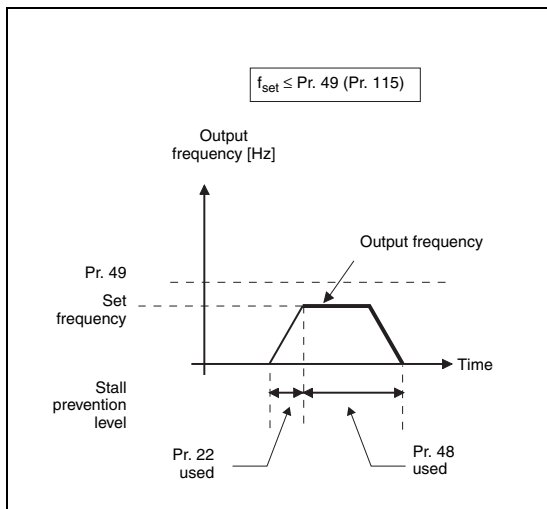 fset ≤ Pr. 49 (Pr. 115)
Output
frequency [Hz]
Output frequency
Pr. 49
Set
frequency
Time
Stall
prevention
level
Pr. 22
used
Pr. 48
used